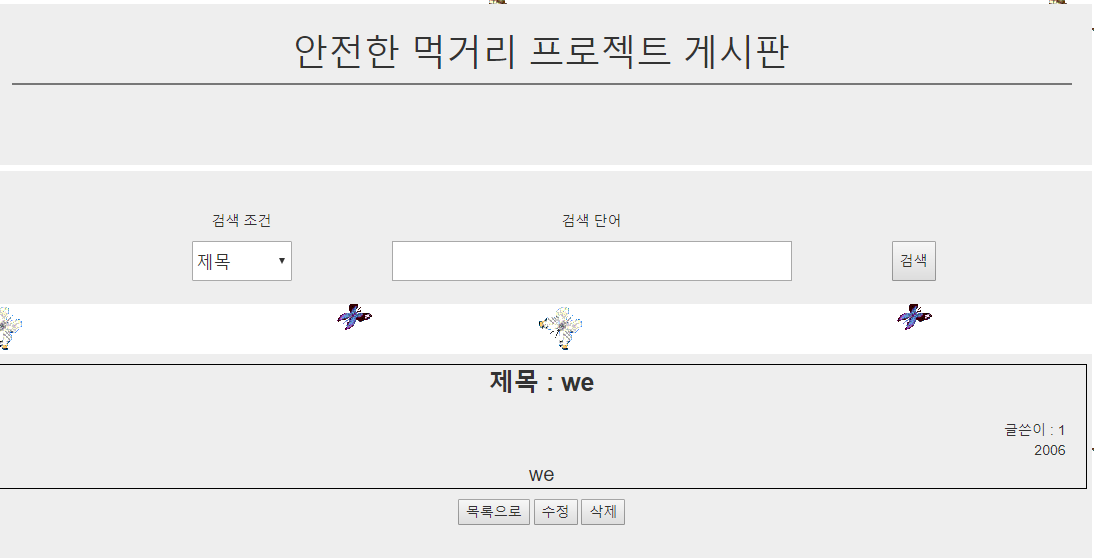 안전한 먹거리 프로젝트 게시판
검색 조건 검색 단어
제목 검색
제목 : we
글쓴이 : 1
2006
we
목록으로 수정 삭제